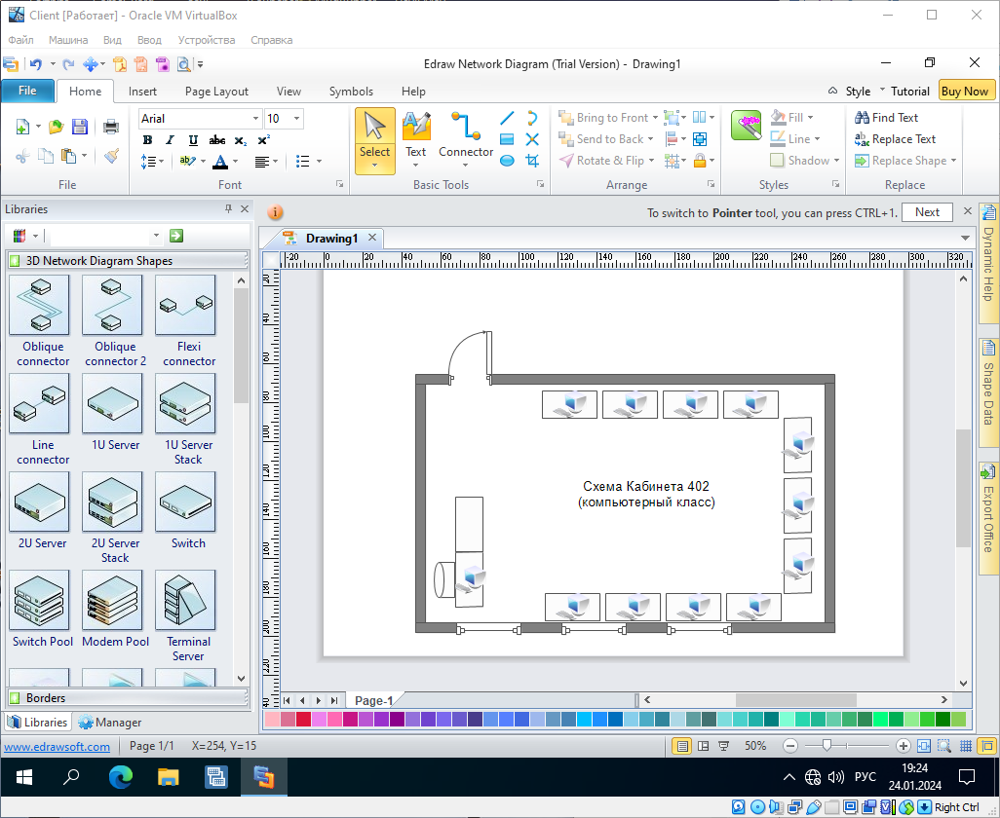 Client [Работает] - Oracle VM VirtualBox
Файл Машина Вид Ввод Устройства Справка
Edraw Network Diagram (Trial Version) - Drawing1
File Home Insert Page Layout View Symbols Help Style Tutorial Buy Now
Arial 10
Select Text Connector
Bring to Front
Send to Back
Rotate & Flip
Fill
Line
Shadow
Find Text
Replace Text
Replace Shape
File Font Basic Tools Arrange Styles Replace
Libraries
To switch to Pointer tool, you can press CTRL+1. Next
Drawing1
3D Network Diagram Shapes
-20 0 20 40 60 80 100 120 140 160 180 200 220 240 260 280 300 320
20
40
60
80
100
120
140
160
180
200
220
Oblique connector
Oblique connector 2
Flexi connector
Line connector
1U Server
1U Server Stack
2U Server
2U Server Stack
Switch
Switch Pool
Modem Pool
Terminal Server
Borders
Libraries Manager
Схема Кабинета 402
(компьютерный класс)
Dynamic Help
Shape Data
Export Office
Page-1
www.edrawsoft.com Page 1/1 X=254, Y=15 50%
РУС
19:24
24.01.2024
Right Ctrl